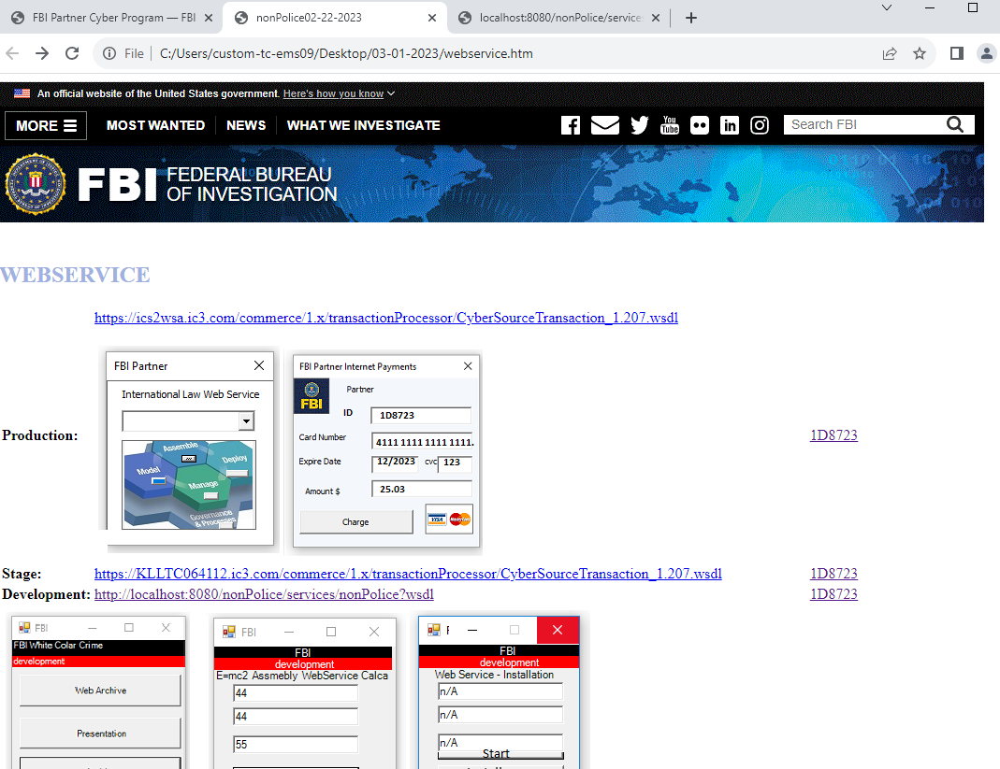 FBI Partner Cyber Program — FBI
nonPolice02-22-2023
localhost:8080/nonPolice/service
File
C:/Users/custom-tc-ems09/Desktop/03-01-2023/webservice.htm
An official website of the United States government. Here's how you know
MORE
MOST WANTED
NEWS
WHAT WE INVESTIGATE
You Tube
in
Search FBI
FBI
FEDERAL BUREAU
OF INVESTIGATION
WEBSERVICE
https://ics2wsa.ic3.com/commerce/1.x/transactionProcessor/CyberSourceTransaction_1.207.wsdl
FBI Partner
International Law Web Service
Assemble
Model
Deploy
Manage
Governance
& Processes
FBI Partner Internet Payments
FBI
Partner
ID
1D8723
Card Number
4111 1111 1111 1111.
Expire Date
12/2023
cvc
123
Amount $
25.03
Charge
VISA
MasterCard
Production:
1D8723
Stage:
https://KLLTC064112.ic3.com/commerce/1.x/transactionProcessor/CyberSourceTransaction_1.207.wsdl
1D8723
Development:
http://localhost:8080/nonPolice/services/nonPolice?wsdl
1D8723
FBI
FBI White Colar Crime
development
Web Archive
Presentation
FBI
FBI
development
E=mc2 Assmebly WebService Calca
44
44
55
FBI
development
Web Service - Installation
n/A
n/A
n/A
Start